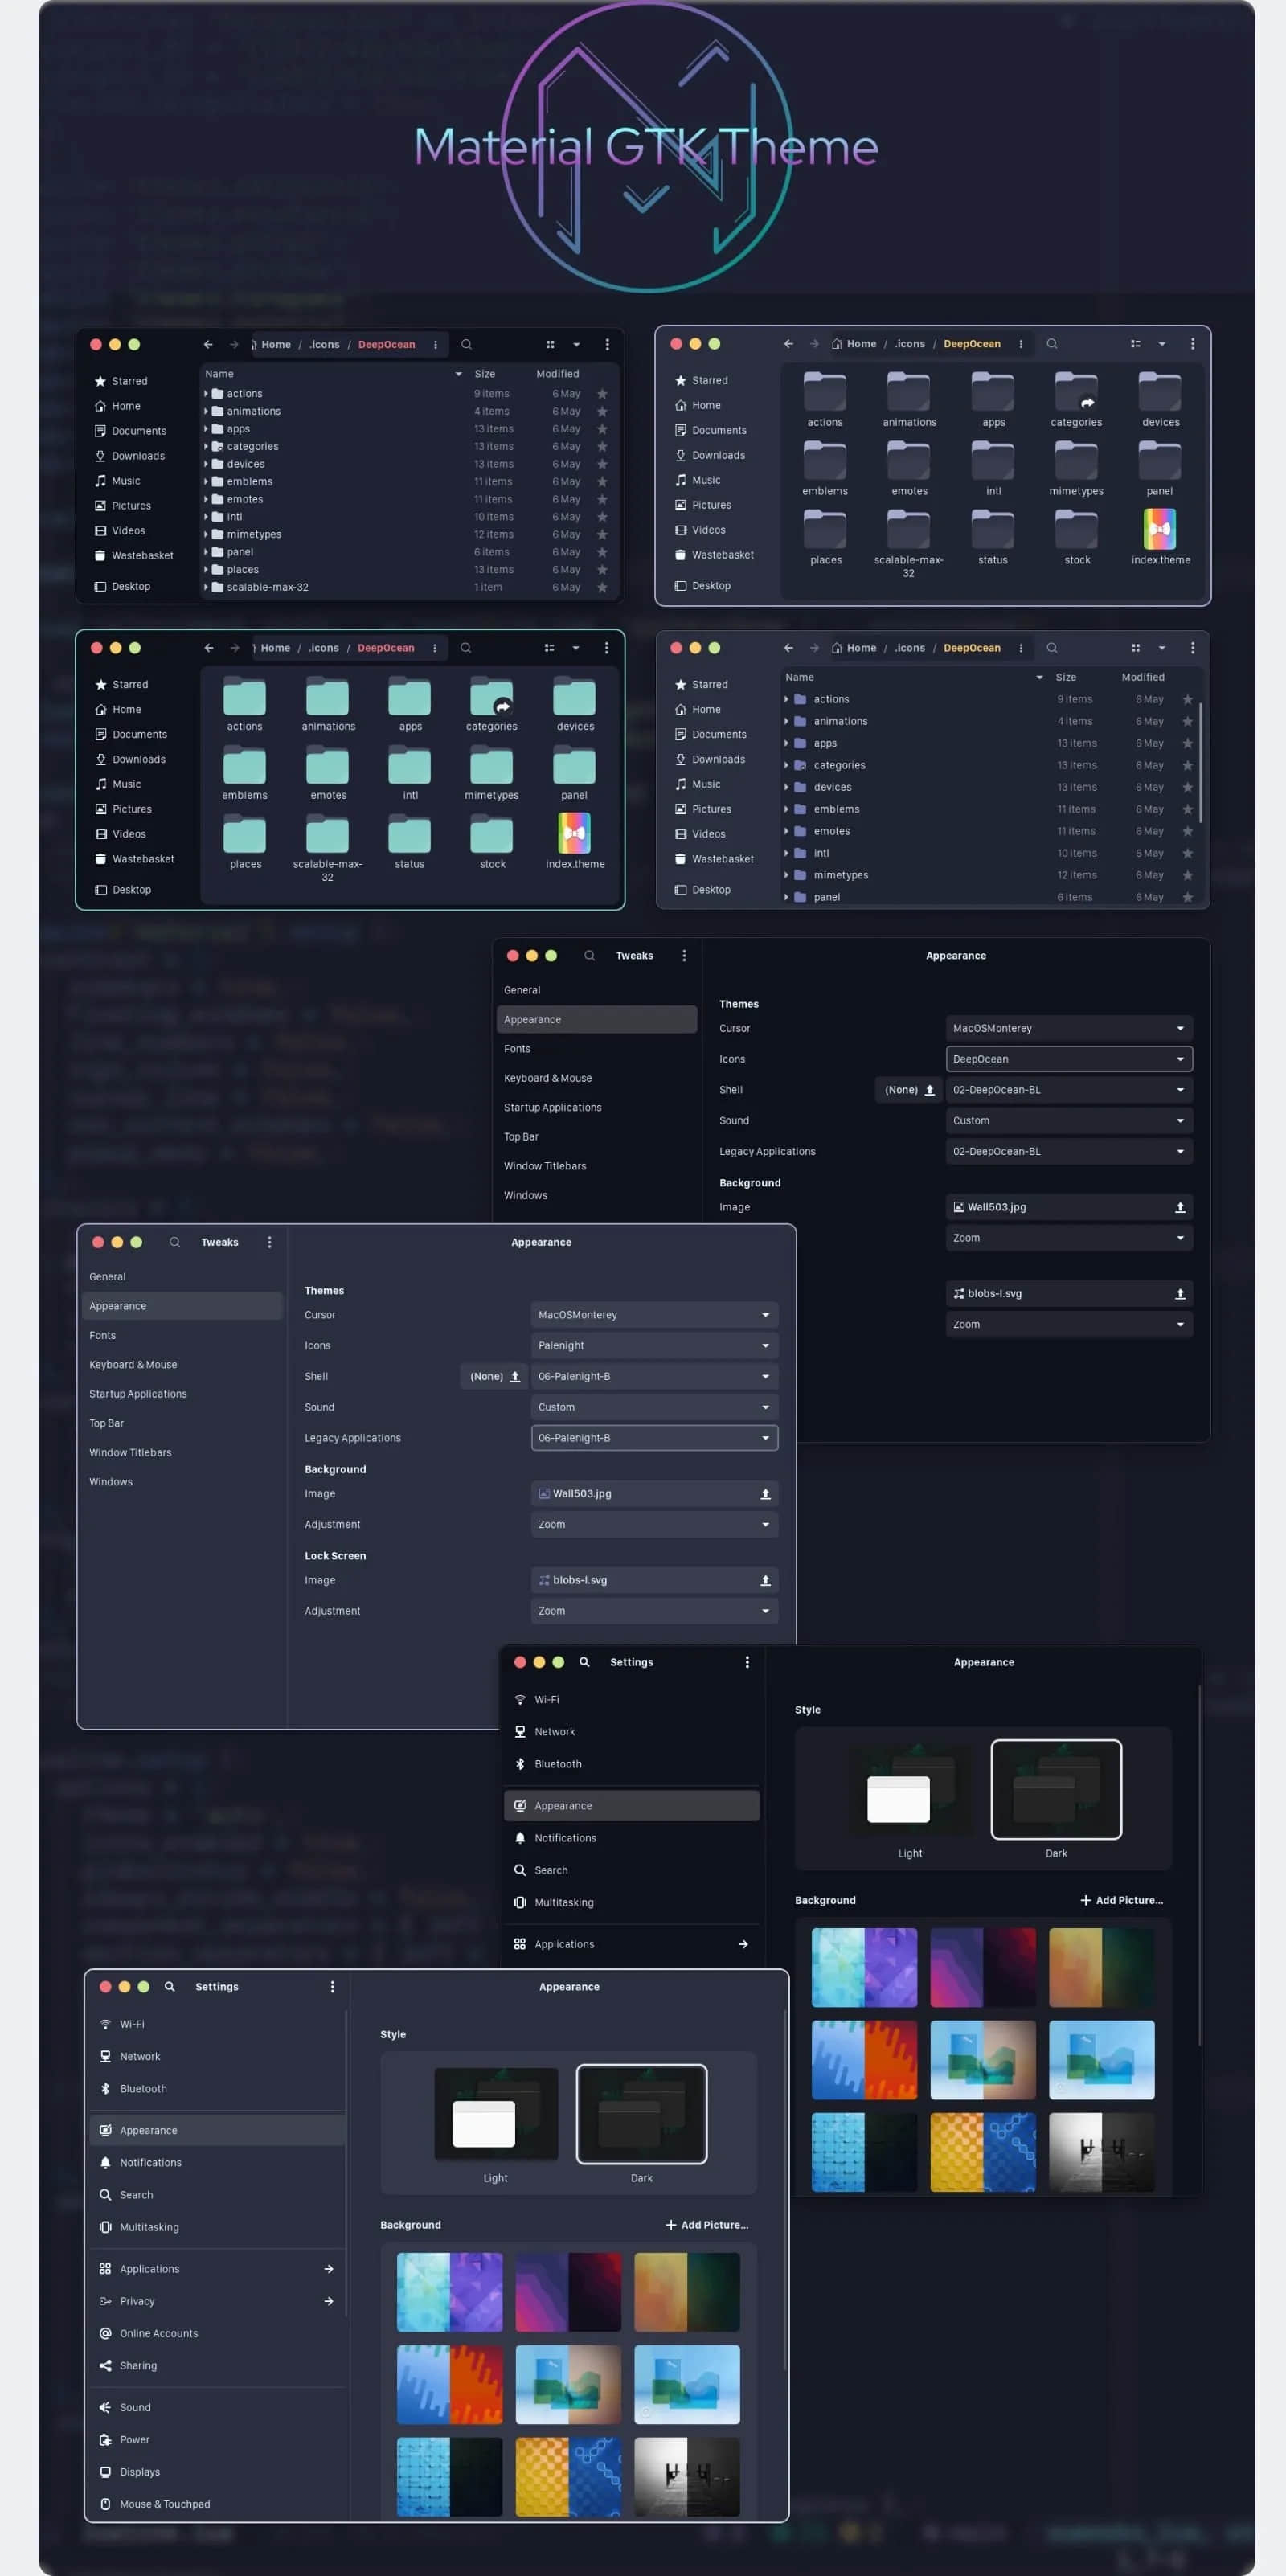 Material GTK Theme
Home / .icons / DeepOcean
Starred
Home
Documents
Downloads
Music
Pictures
Videos
Wastebasket
Desktop
Name Size Modified
actions 9 items 6 May
animations 4 items 6 May
apps 13 items 6 May
categories 13 items 6 May
devices 13 items 6 May
emblems 11 items 6 May
emotes 11 items 6 May
intl 10 items 6 May
mimetypes 12 items 6 May
panel 6 items 6 May
places 13 items 6 May
scalable-max-32 1 item 6 May
Home / .icons / DeepOcean
Starred
Home
Documents
Downloads
Music
Pictures
Videos
Wastebasket
Desktop
actions animations apps categories devices
emblems emotes intl mimetypes panel
places scalable-max- status stock index.theme
32
Home / .icons / DeepOcean
Starred
Home
Documents
Downloads
Music
Pictures
Videos
Wastebasket
Desktop
actions animations apps categories devices
emblems emotes intl mimetypes panel
places scalable-max- status stock index.theme
32
Home / .icons / DeepOcean
Starred
Home
Documents
Downloads
Music
Pictures
Videos
Wastebasket
Desktop
Name Size Modified
actions 9 items 6 May
animations 4 items 6 May
apps 13 items 6 May
categories 13 items 6 May
devices 13 items 6 May
emblems 11 items 6 May
emotes 11 items 6 May
intl 10 items 6 May
mimetypes 12 items 6 May
panel 6 items 6 May
Tweaks
General
Appearance
Fonts
Keyboard & Mouse
Startup Applications
Top Bar
Window Titlebars
Windows
Appearance
Themes
Cursor MacOSMonterey
Icons DeepOcean
Shell (None) 02-DeepOcean-BL
Sound Custom
Legacy Applications 02-DeepOcean-BL
Background
Image Wall503.jpg
Zoom
blobs-l.svg
Zoom
Tweaks
General
Appearance
Fonts
Keyboard & Mouse
Startup Applications
Top Bar
Window Titlebars
Windows
Appearance
Themes
Cursor MacOSMonterey
Icons Palenight
Shell (None) 06-Palenight-B
Sound Custom
Legacy Applications 06-Palenight-B
Background
Image Wall503.jpg
Adjustment Zoom
Lock Screen
Image blobs-l.svg
Adjustment Zoom
Settings
Wi-Fi
Network
Bluetooth
Appearance
Notifications
Search
Multitasking
Applications
Appearance
Style
Light Dark
Background + Add Picture...
Settings
Wi-Fi
Network
Bluetooth
Appearance
Notifications
Search
Multitasking
Applications
Privacy
Online Accounts
Sharing
Sound
Power
Displays
Mouse & Touchpad
Appearance
Style
Light Dark
Background + Add Picture...